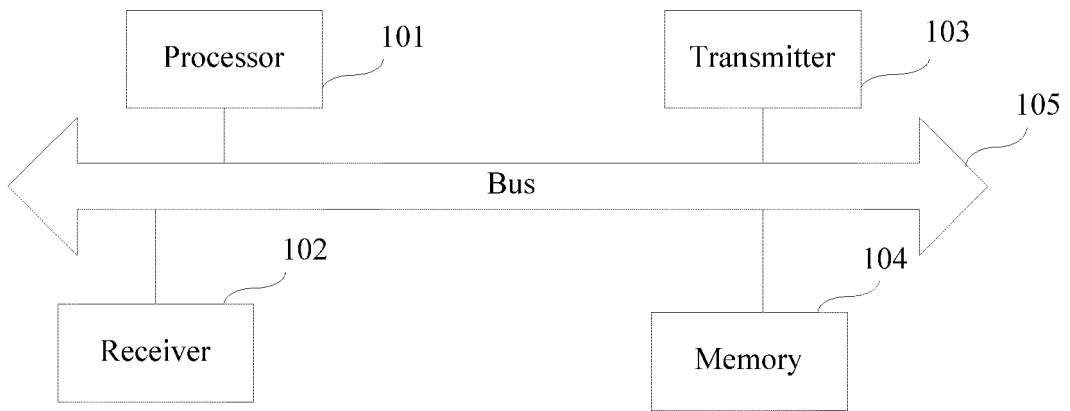 Processor
101
Transmitter
103
105
Bus
102
Receiver
104
Memory